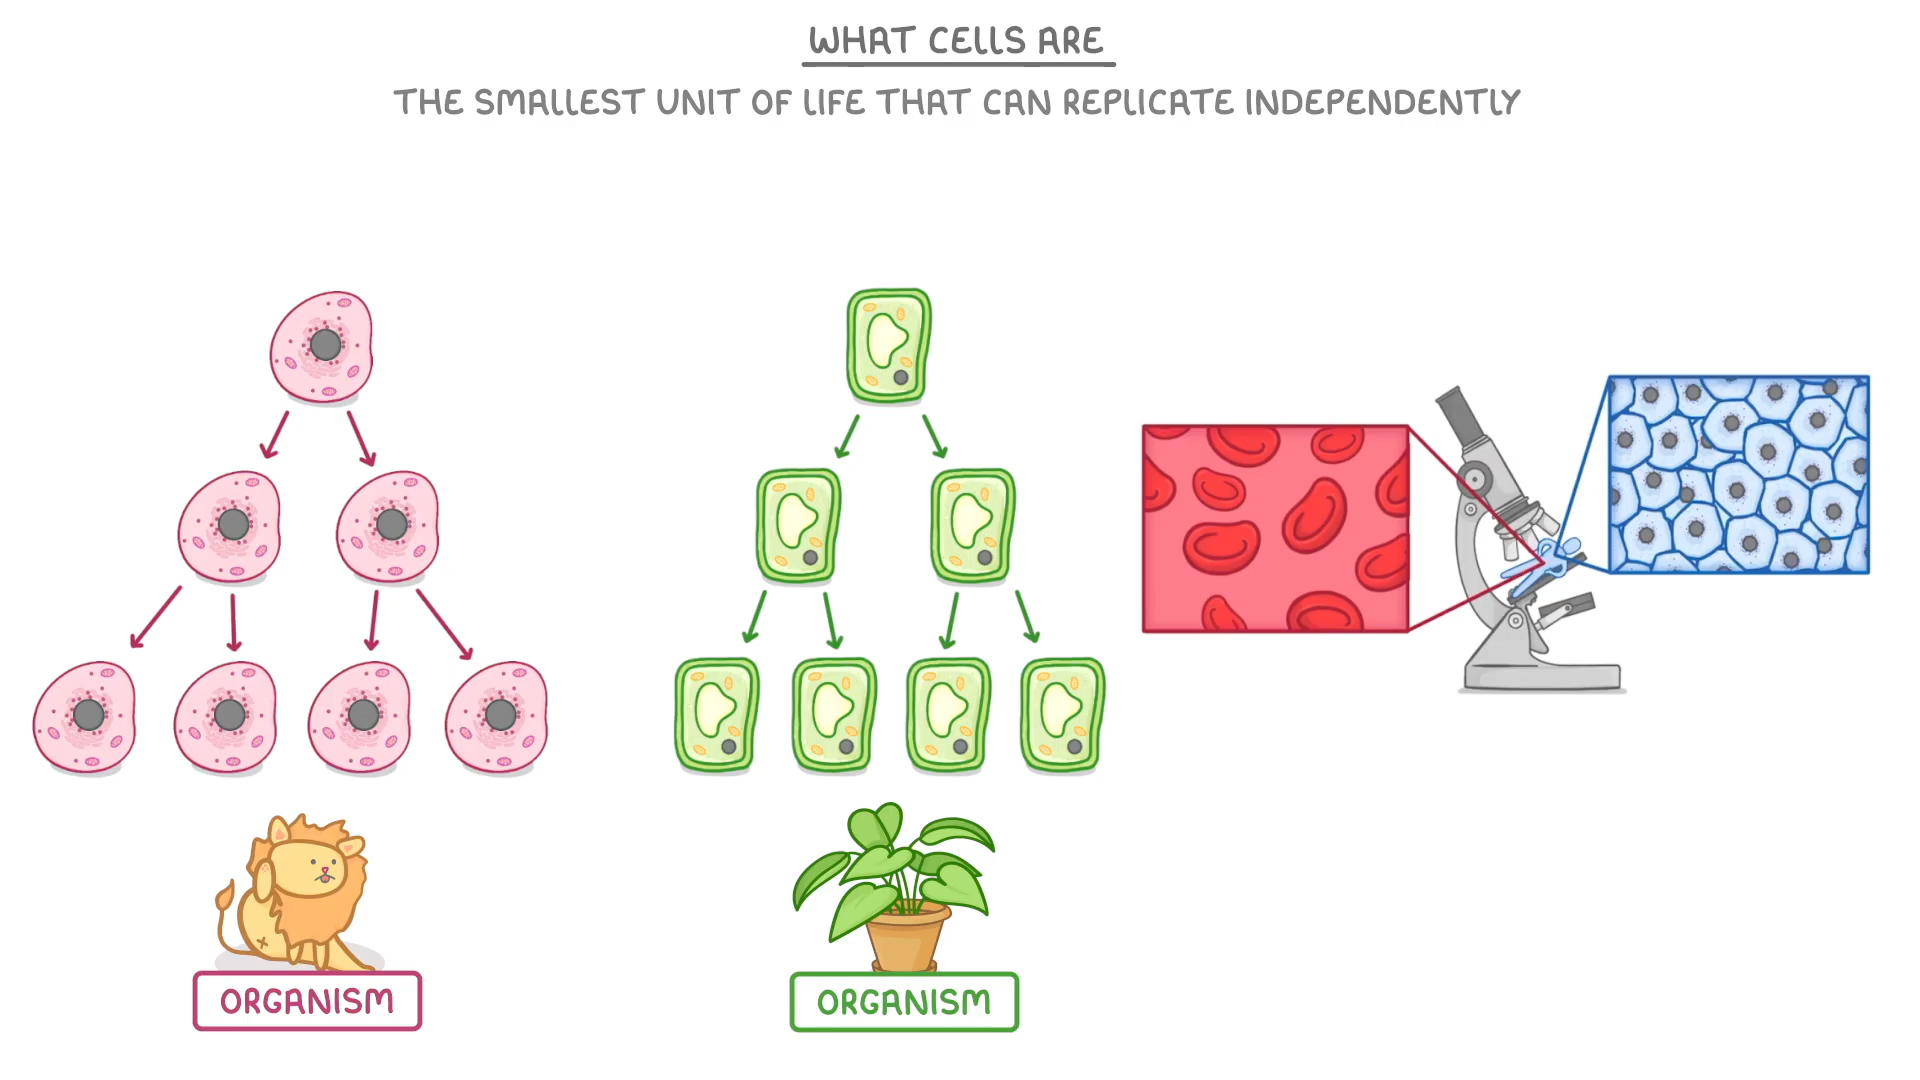 WHAT CELLS ARE
THE SMALLEST UNIT OF LIFE THAT CAN REPLICATE INDEPENDENTLY
ORGANISM
ORGANISM